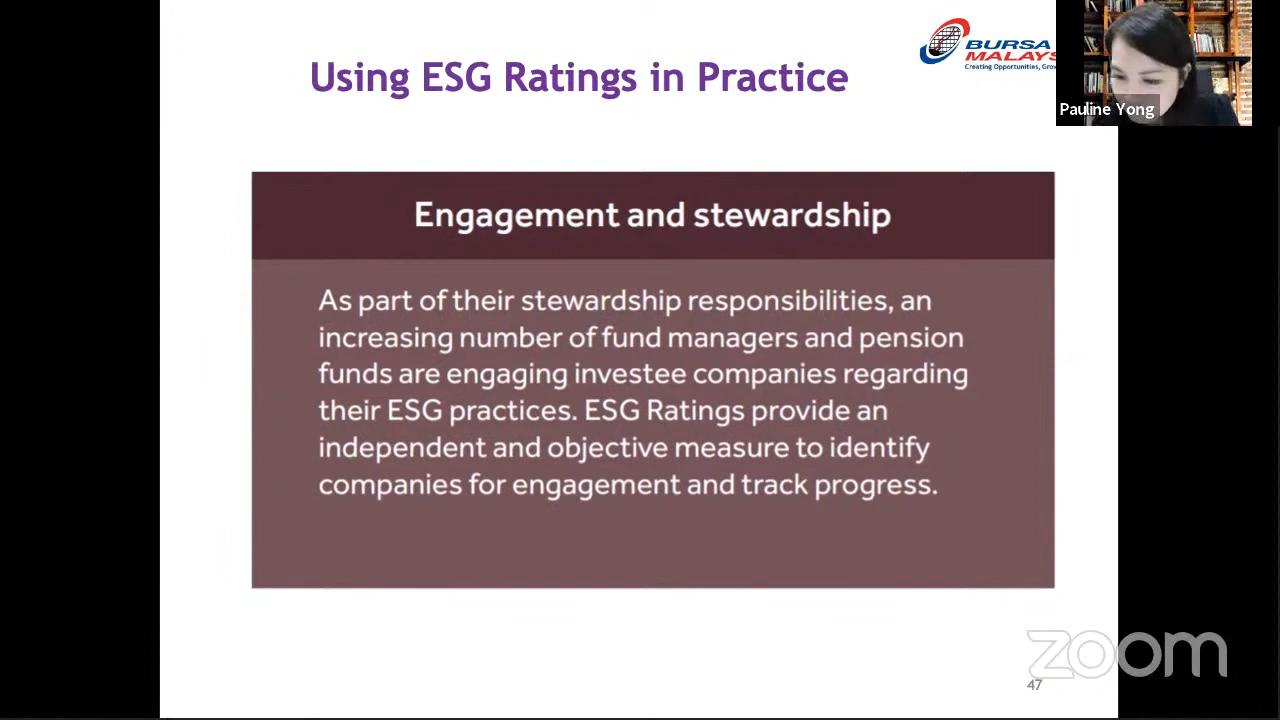 Using ESG Ratings in Practice
BURSA
MALAYS
Creating Opportunities, Grow
Pauline Yong
Engagement and stewardship
As part of their stewardship responsibilities, an
increasing number of fund managers and pension
funds are engaging investee companies regarding
their ESG practices. ESG Ratings provide an
independent and objective measure to identify
companies for engagement and track progress.
zoom
47